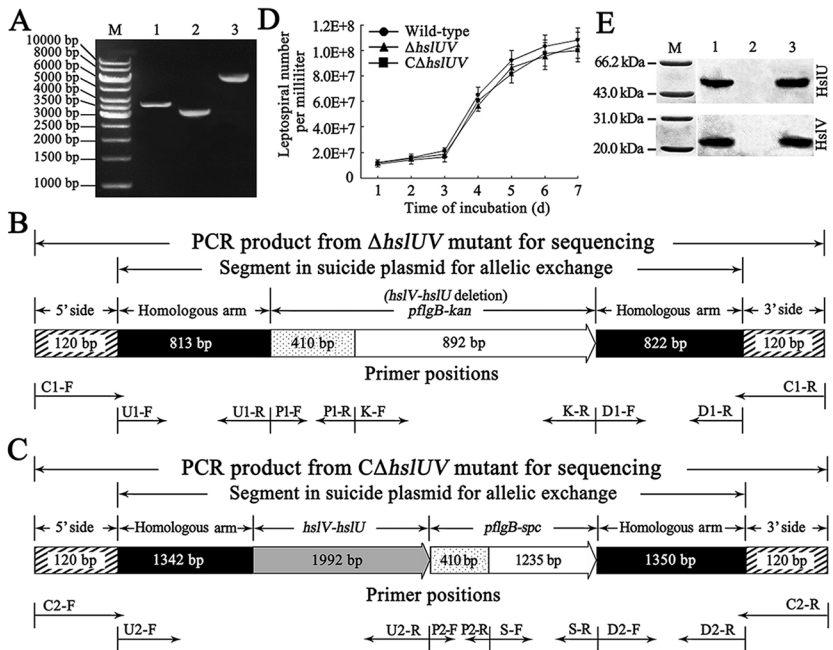 A
M 1 2 3
10000 bp
8000 bp
6000 bp
5000 bp
4000 bp
3500 bp
3000 bp
2500 bp
2000 bp
1500 bp
1000 bp
D
Leptospiral number
per milliliter
1.2E+8
1.0E+8
8.0E+7
6.0E+7
4.0E+7
2.0E+7
0
1 2 3 4 5 6 7
Time of incubation (d)
Wild-type
ΔhslUV
CΔhslUV
E
M 1 2 3
66.2 kDa
43.0 kDa
HslU
31.0 kDa
20.0 kDa
HslV
B
PCR product from ΔhslUV mutant for sequencing
Segment in suicide plasmid for allelic exchange
(hslV-hslU deletion)
5' side Homologous arm pflgB-kan Homologous arm 3' side
120 bp 813 bp 410 bp 892 bp 822 bp 120 bp
Primer positions
C1-F C1-R
U1-F U1-R P1-F P1-R K-F K-R D1-F D1-R
C
PCR product from CΔhslUV mutant for sequencing
Segment in suicide plasmid for allelic exchange
5' side Homologous arm hslV-hslU pflgB-spc Homologous arm 3' side
120 bp 1342 bp 1992 bp 410 bp 1235 bp 1350 bp 120 bp
Primer positions
C2-F C2-R
U2-F U2-R P2-F P2-R S-F S-R D2-F D2-R